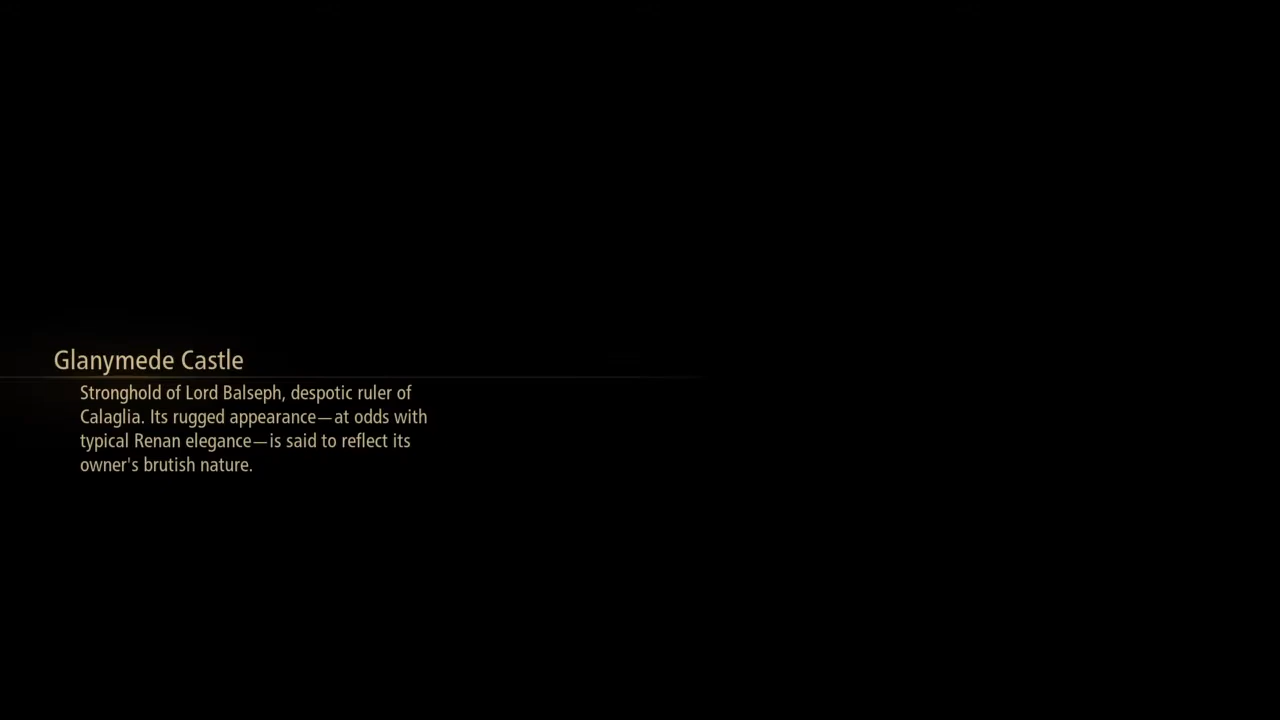 Glanymede Castle
Stronghold of Lord Balseph, despotic ruler of
Calaglia. Its rugged appearance—at odds with
typical Renan elegance—is said to reflect its
owner's brutish nature.